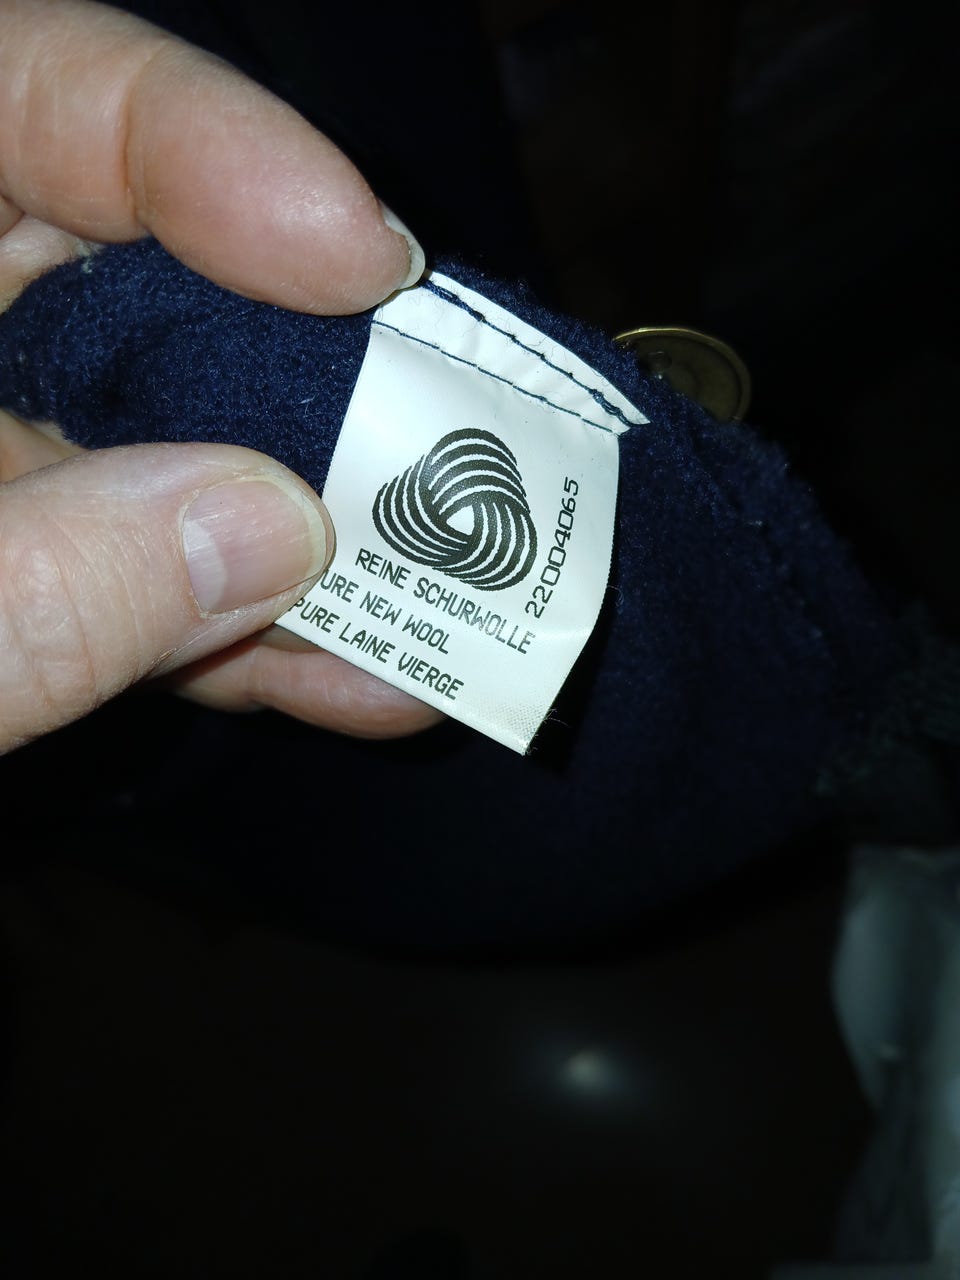 REINE SCHURWOLLE
URE NEW WOOL
PURE LAINE VIERGE
22004065